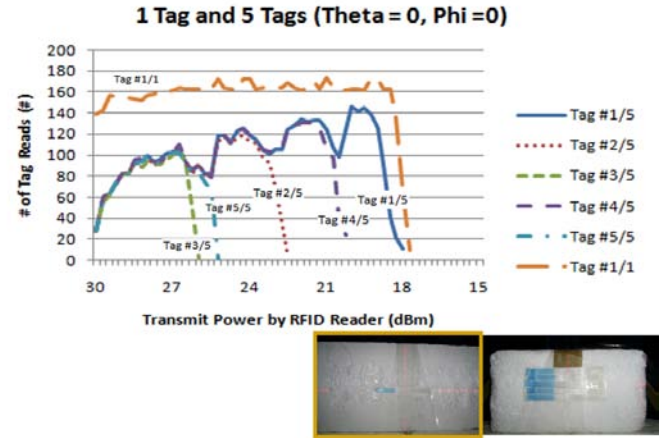 1 Tag and 5 Tags (Theta = 0, Phi =0)
# of Tag Reads (#)
200
180
160
140
120
100
80
60
40
20
0
30
27
24
21
18
15
Transmit Power by RFID Reader (dBm)
Tag #1/1
Tag #3/5
Tag #5/5
Tag #2/5
Tag #4/5
Tag #1/5
Tag #1/5
Tag #2/5
Tag #3/5
Tag #4/5
Tag #5/5
Tag #1/1